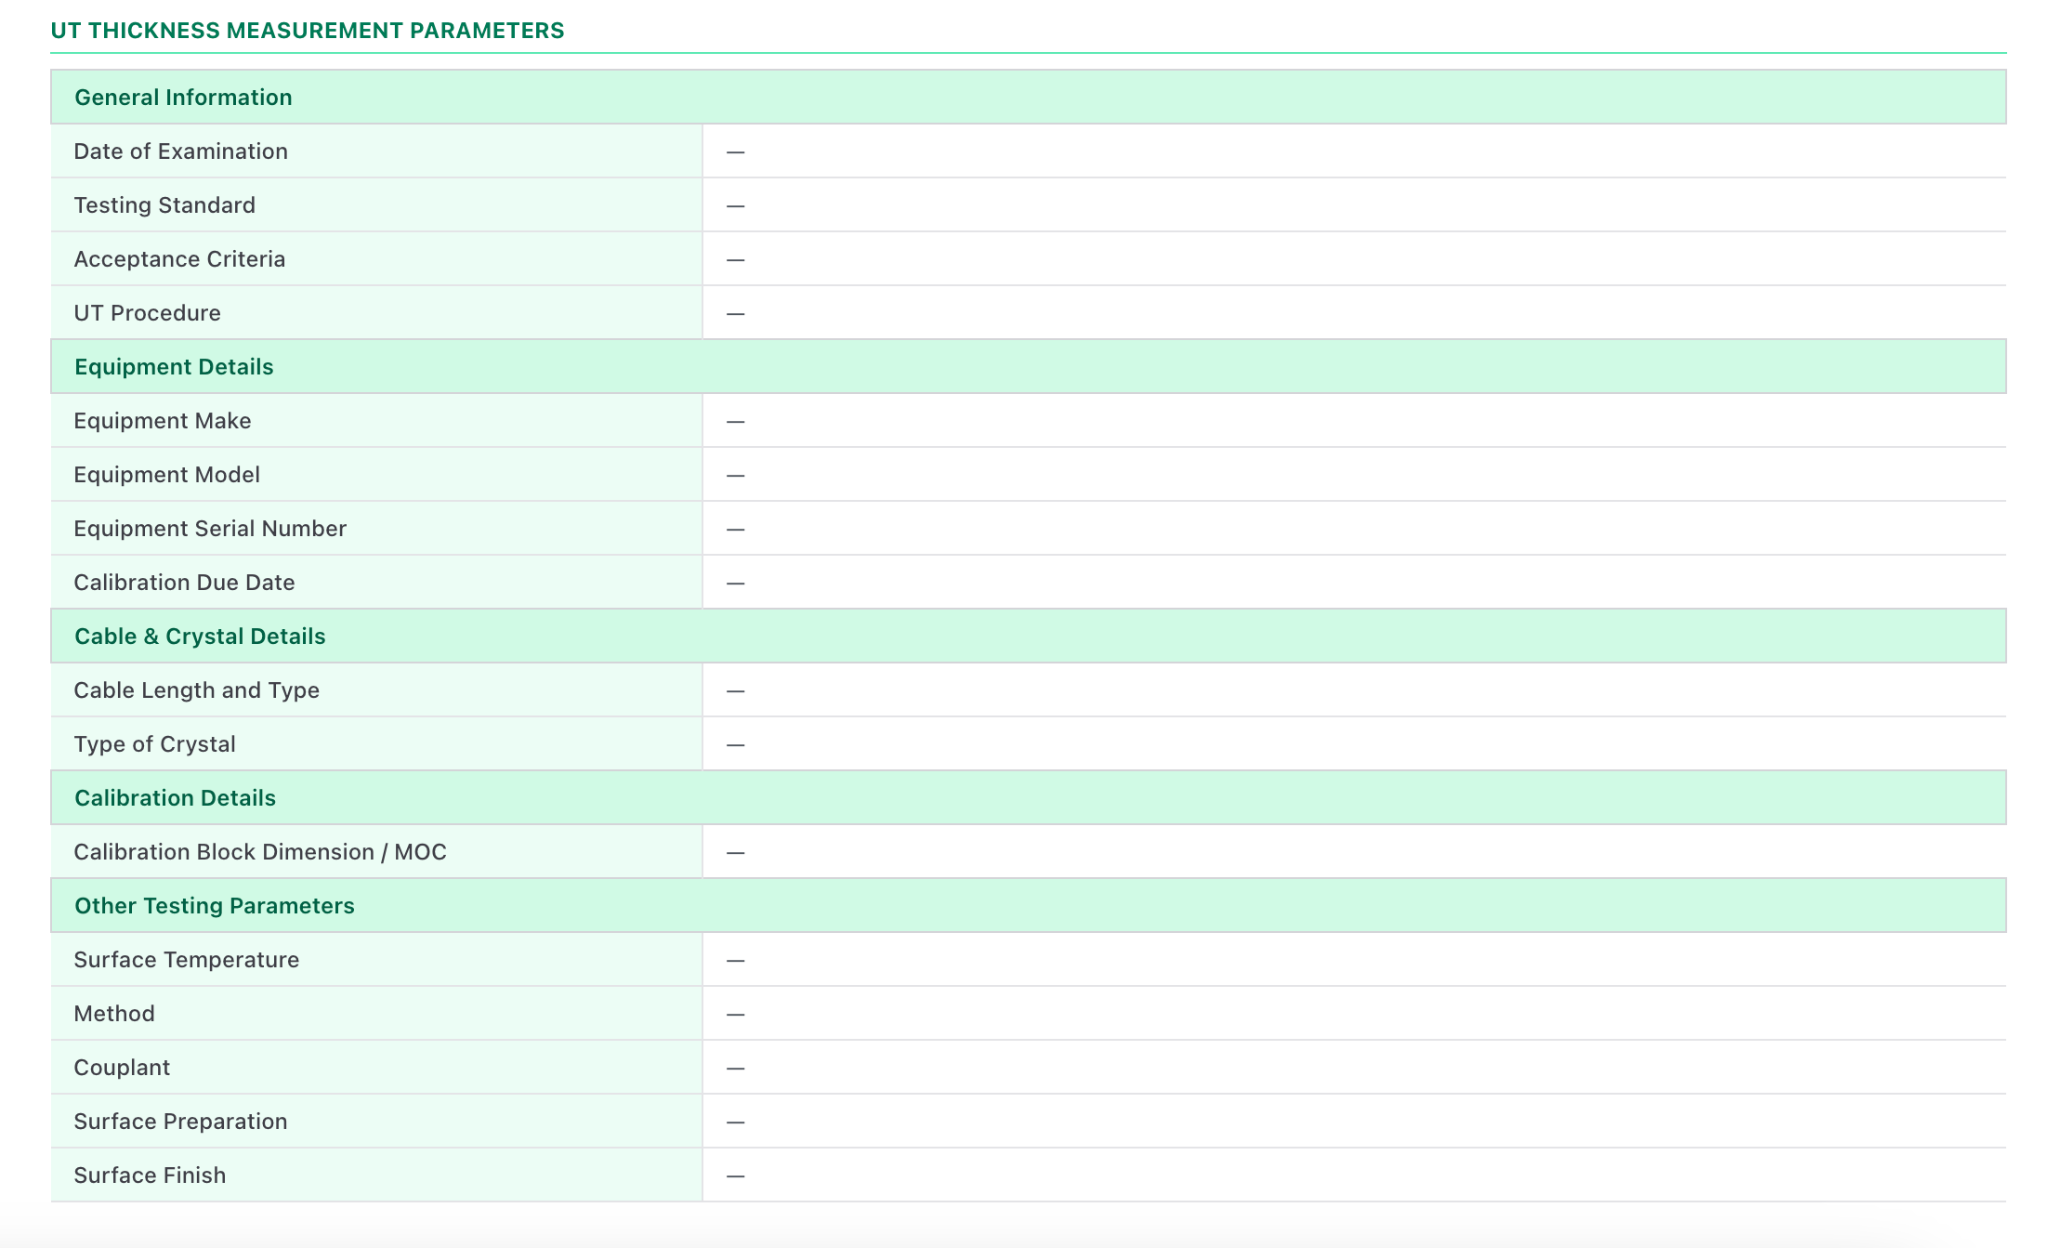 UT THICKNESS MEASUREMENT PARAMETERS
General Information
Date of Examination —
Testing Standard —
Acceptance Criteria —
UT Procedure —
Equipment Details
Equipment Make —
Equipment Model —
Equipment Serial Number —
Calibration Due Date —
Cable & Crystal Details
Cable Length and Type —
Type of Crystal —
Calibration Details
Calibration Block Dimension / MOC —
Other Testing Parameters
Surface Temperature —
Method —
Couplant —
Surface Preparation —
Surface Finish —